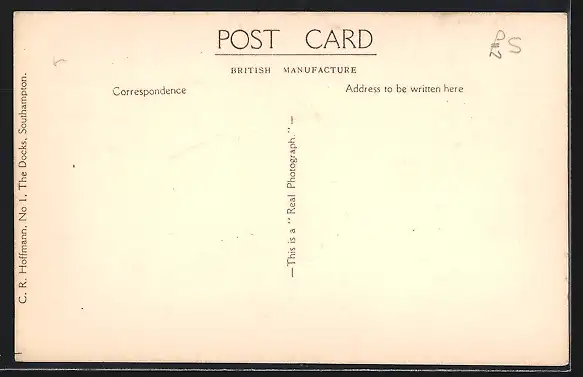 POST CARD
BRITISH MANUFACTURE
Correspondence
Address to be written here
—This is a "Real Photograph."—
C. R. Hoffmann, No 1, The Docks, Southampton.